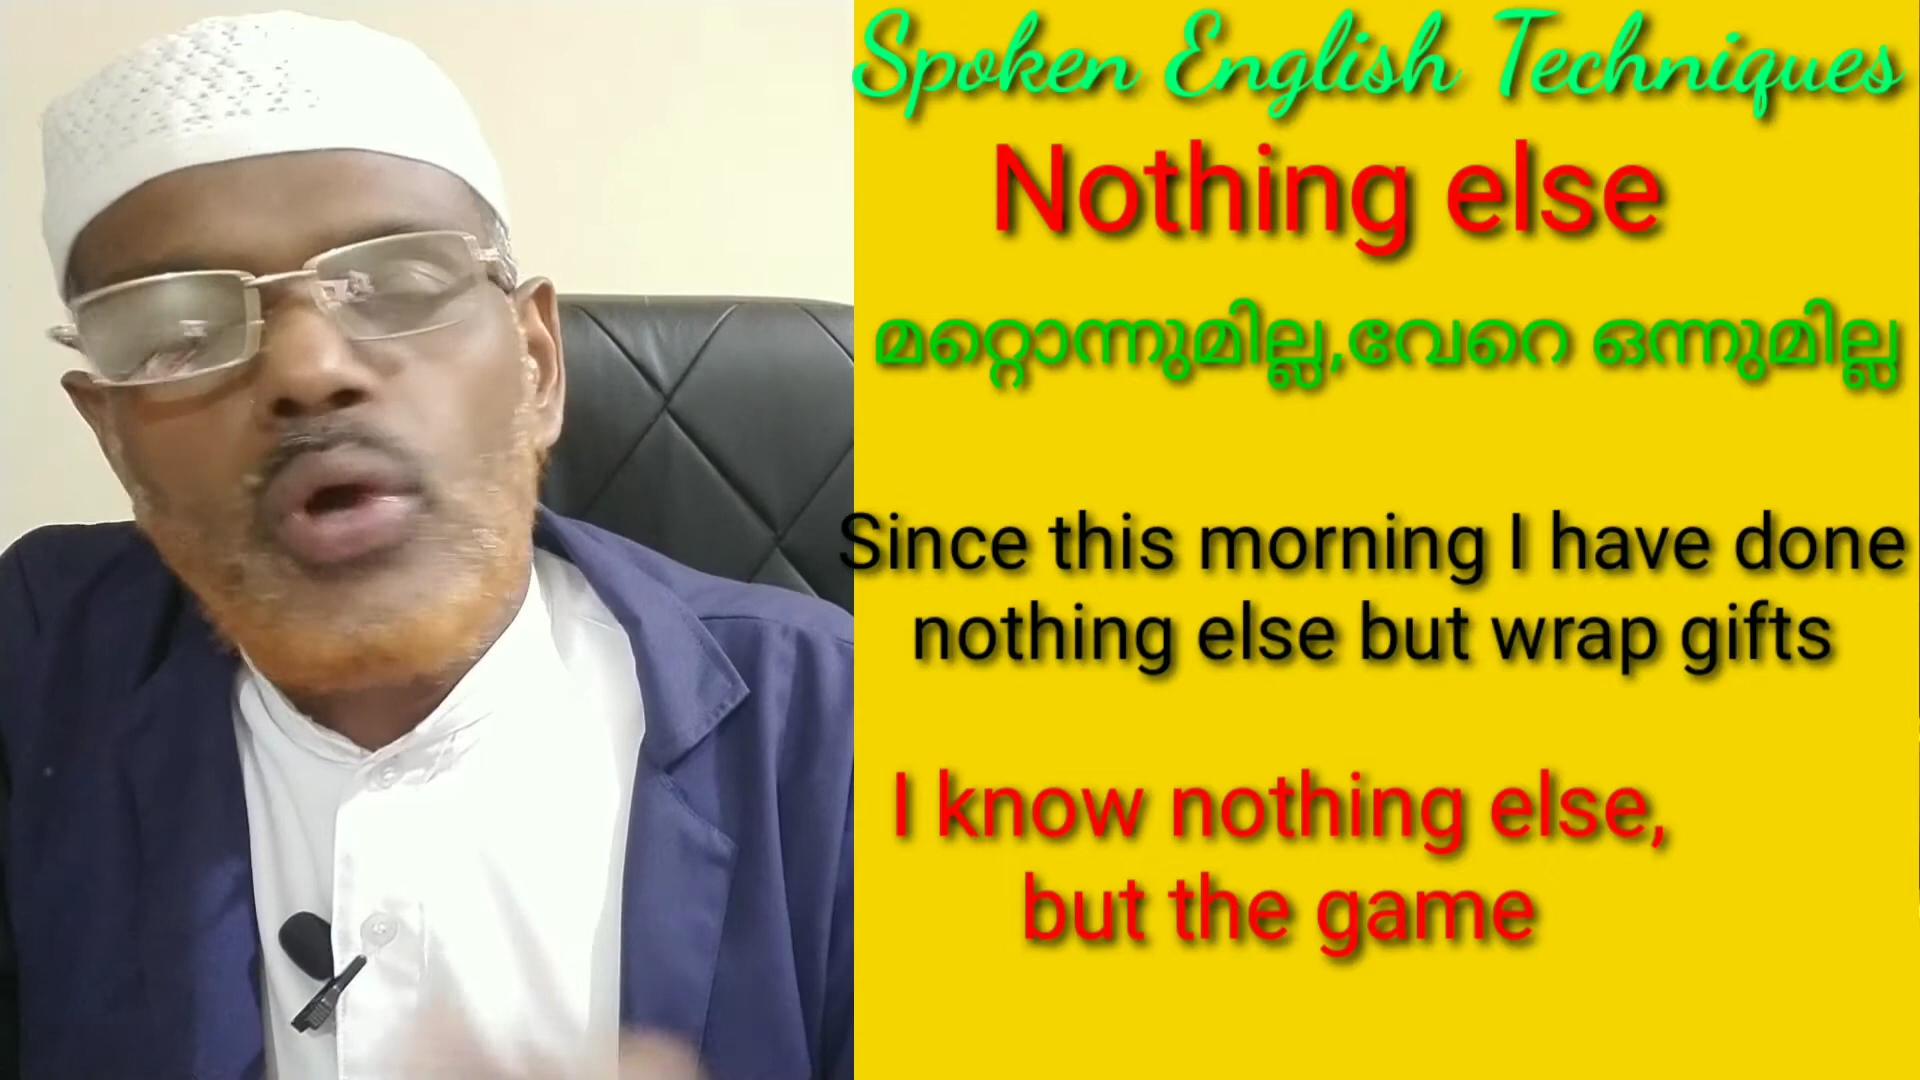 Spoken English Techniques
Nothing else
മറ്റൊന്നുമില്ല,വേറെ ഒന്നുമില്ല
Since this morning I have done
nothing else but wrap gifts
I know nothing else,
but the game